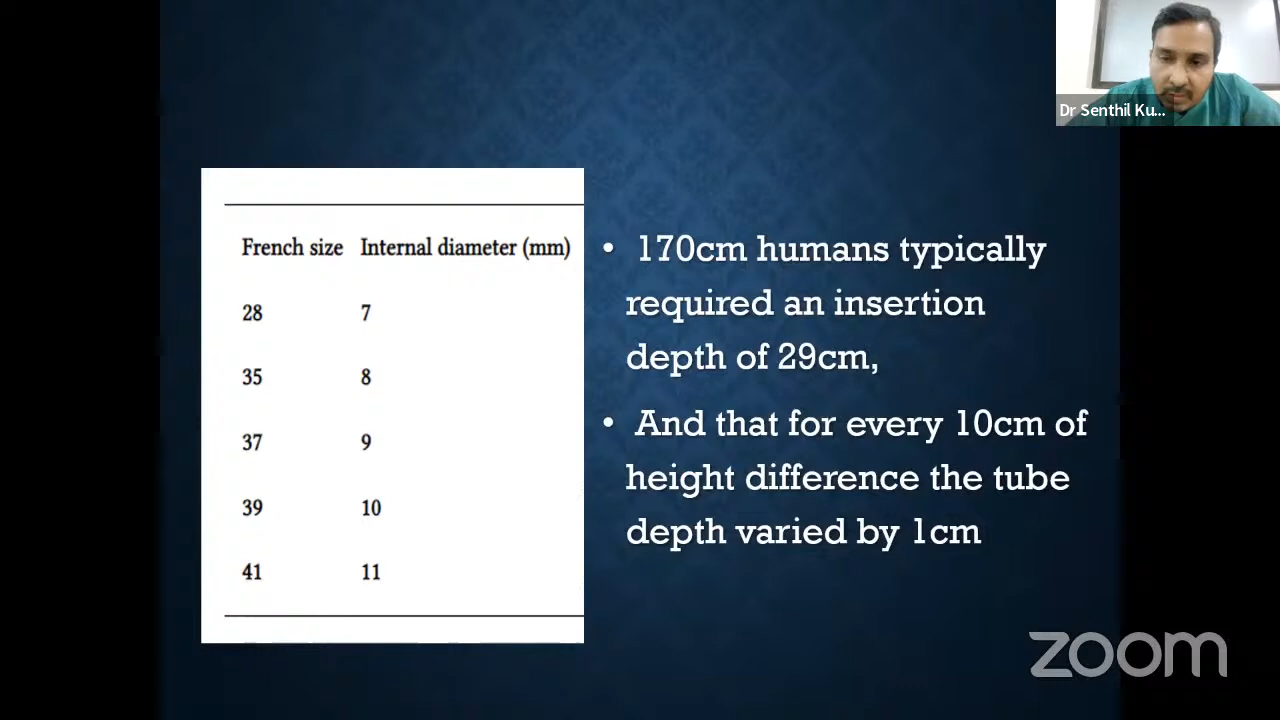 Dr Senthil Ku...
French size Internal diameter (mm)
28 7
35 8
37 9
39 10
41 11
• 170cm humans typically
required an insertion
depth of 29cm,
• And that for every 10cm of
height difference the tube
depth varied by 1cm
zoom